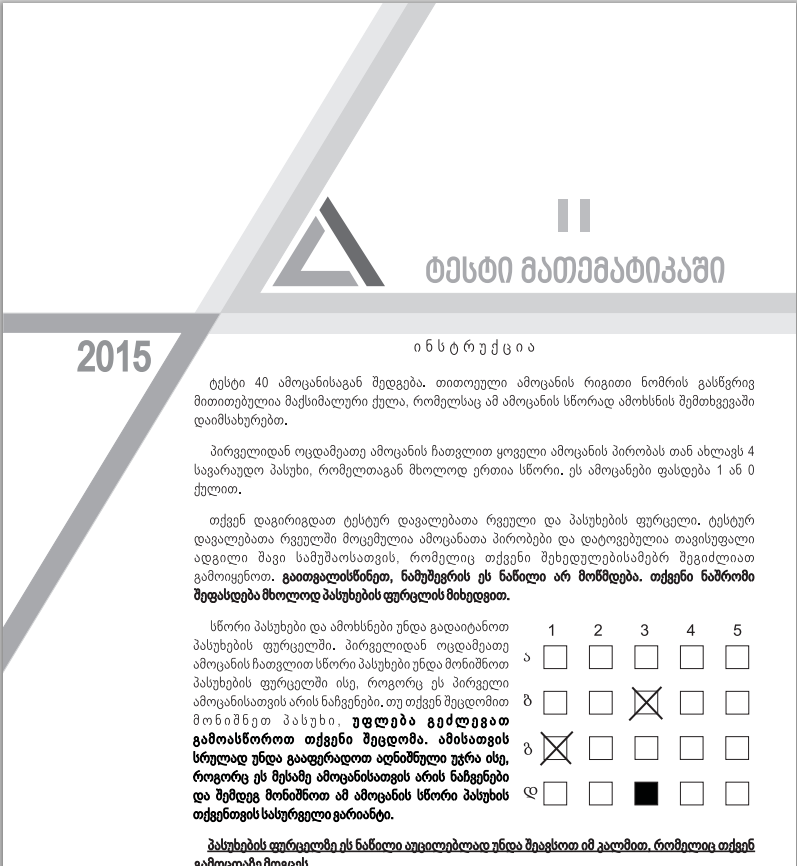 II
ტესტი მათემატიკაში
2015
ინსტრუქცია
ტესტი 40 ამოცანისაგან შედგება. თითოეული ამოცანის რიგითი ნომრის გასწვრივ
მითითებულია მაქსიმალური ქულა, რომელსაც ამ ამოცანის სწორად ამოხსნის შემთხვევაში
დაიმსახურებთ.
პირველიდან ოცდამეათე ამოცანის ჩათვლით ყოველი ამოცანის პირობას თან ახლავს 4
სავარაუდო პასუხი, რომელთაგან მხოლოდ ერთია სწორი. ეს ამოცანები ფასდება 1 ან 0
ქულით.
თქვენ დაგირიგდათ ტესტურ დავალებათა რვეული და პასუხების ფურცელი. ტესტურ
დავალებათა რვეულში მოცემულია ამოცანათა პირობები და დატოვებულია თავისუფალი
ადგილი შავი სამუშაოსათვის, რომელიც თქვენი შეხედულებისამებრ შეგიძლიათ
გამოიყენოთ. გაითვალისწინეთ, ნამუშევრის ეს ნაწილი არ მოწმდება. თქვენი ნაშრომი
შეფასდება მხოლოდ პასუხების ფურცლის მიხედვით.
სწორი პასუხები და ამოხსნები უნდა გადაიტანოთ
პასუხების ფურცელში. პირველიდან ოცდამეათე
ამოცანის ჩათვლით სწორი პასუხები უნდა მონიშნოთ
პასუხების ფურცელში ისე, როგორც ეს პირველი
ამოცანისათვის არის ნაჩვენები. თუ თქვენ შეცდომით
მონიშნეთ პასუხი, უფლება გეძლევათ
გამოასწოროთ თქვენი შეცდომა. ამისათვის
სრულად უნდა გააფერადოთ აღნიშნული უჯრა ისე,
როგორც ეს მესამე ამოცანისათვის არის ნაჩვენები
და შემდეგ მონიშნოთ ამ ამოცანის სწორი პასუხის
თქვენთვის სასურველი ვარიანტი.
1 2 3 4 5
ა
ბ
გ
დ
პასუხების ფურცელზე ეს ნაწილი აუცილებლად უნდა შეავსოთ იმ კალმით, რომელიც თქვენ
გამოცდაზე მოგეცეს